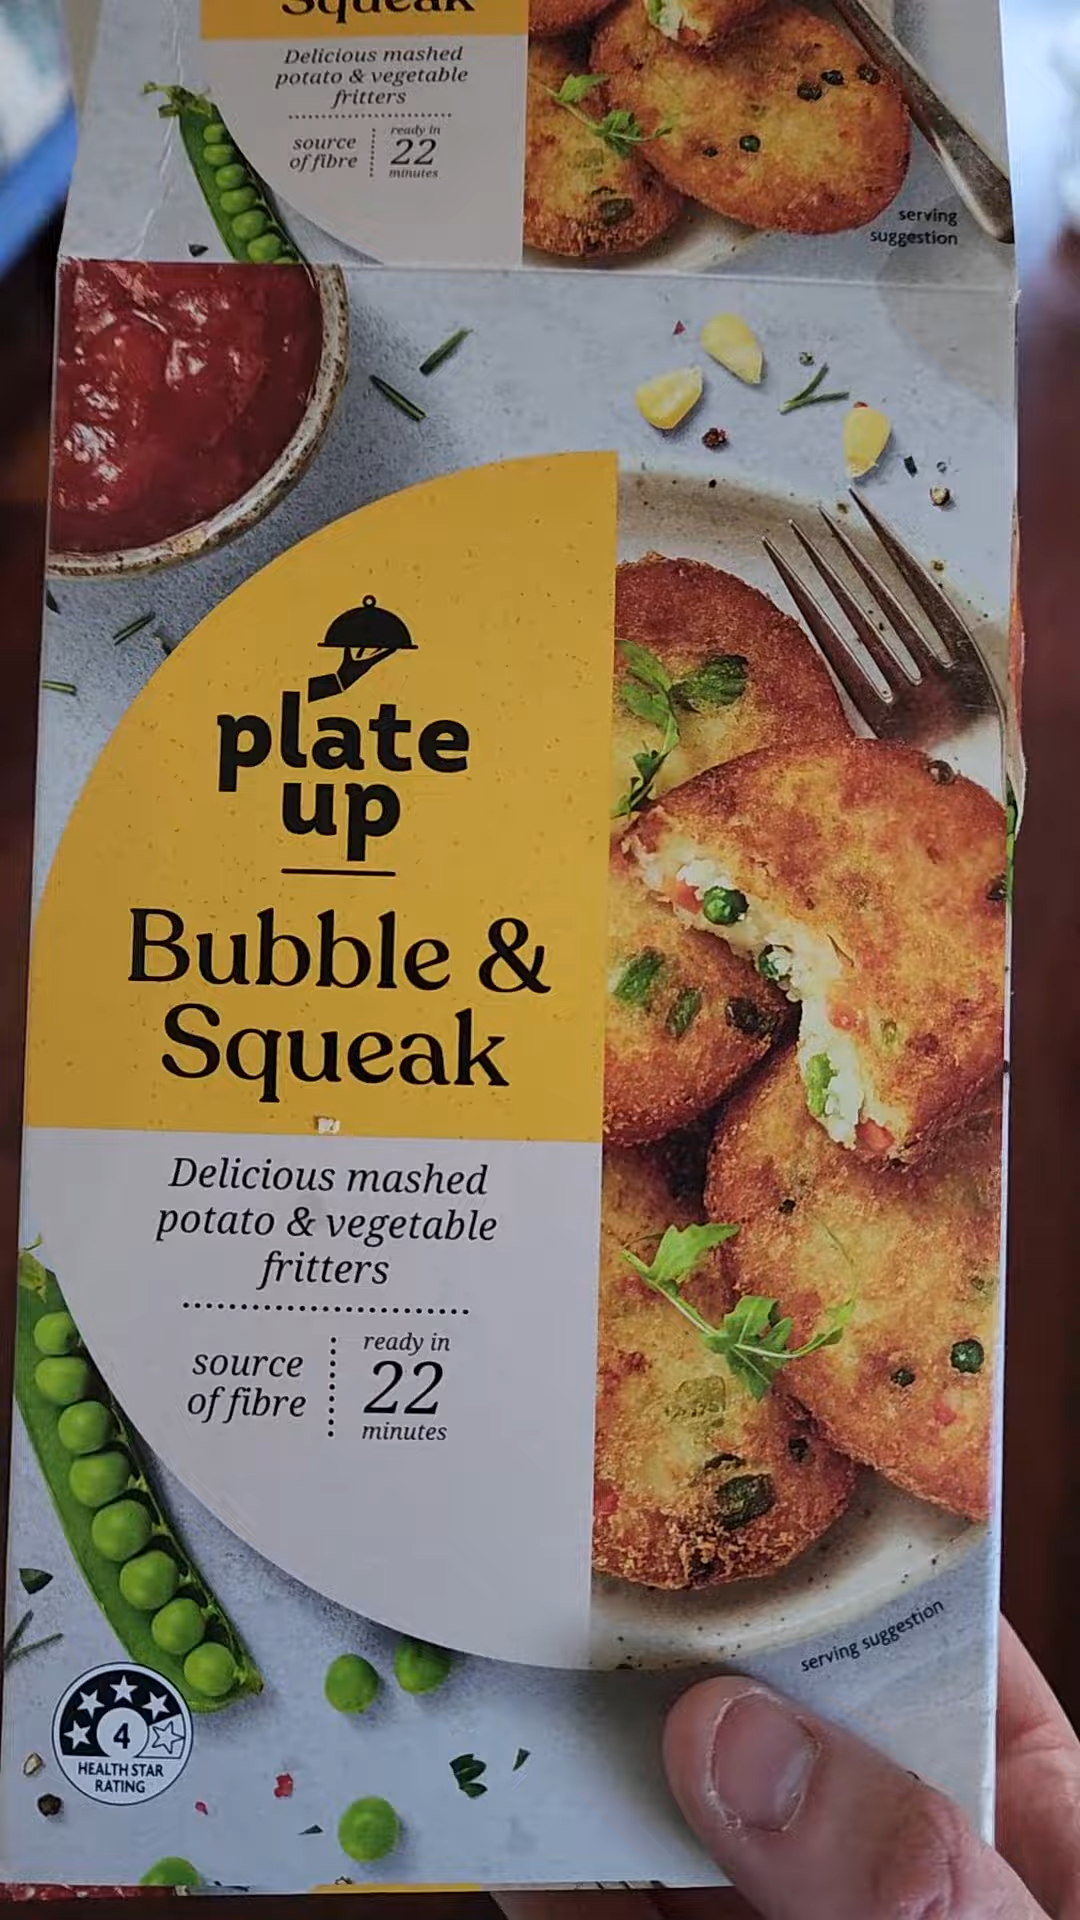 Squeak
Delicious mashed
potato & vegetable
fritters
source
of fibre
ready in
22
minutes
serving
suggestion
plate
up
Bubble &
Squeak
Delicious mashed
potato & vegetable
fritters
source
of fibre
ready in
22
minutes
serving suggestion
4
HEALTH STAR
RATING